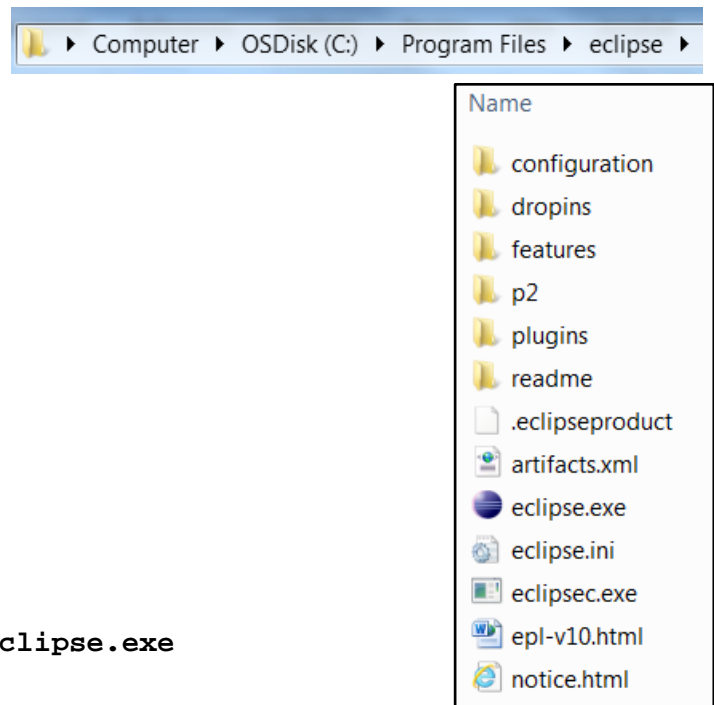 Computer ▸ OSDisk (C:) ▸ Program Files ▸ eclipse ▸
Name
configuration
dropins
features
p2
plugins
readme
.eclipseproduct
artifacts.xml
eclipse.exe
eclipse.ini
eclipsec.exe
epl-v10.html
notice.html
clipse.exe